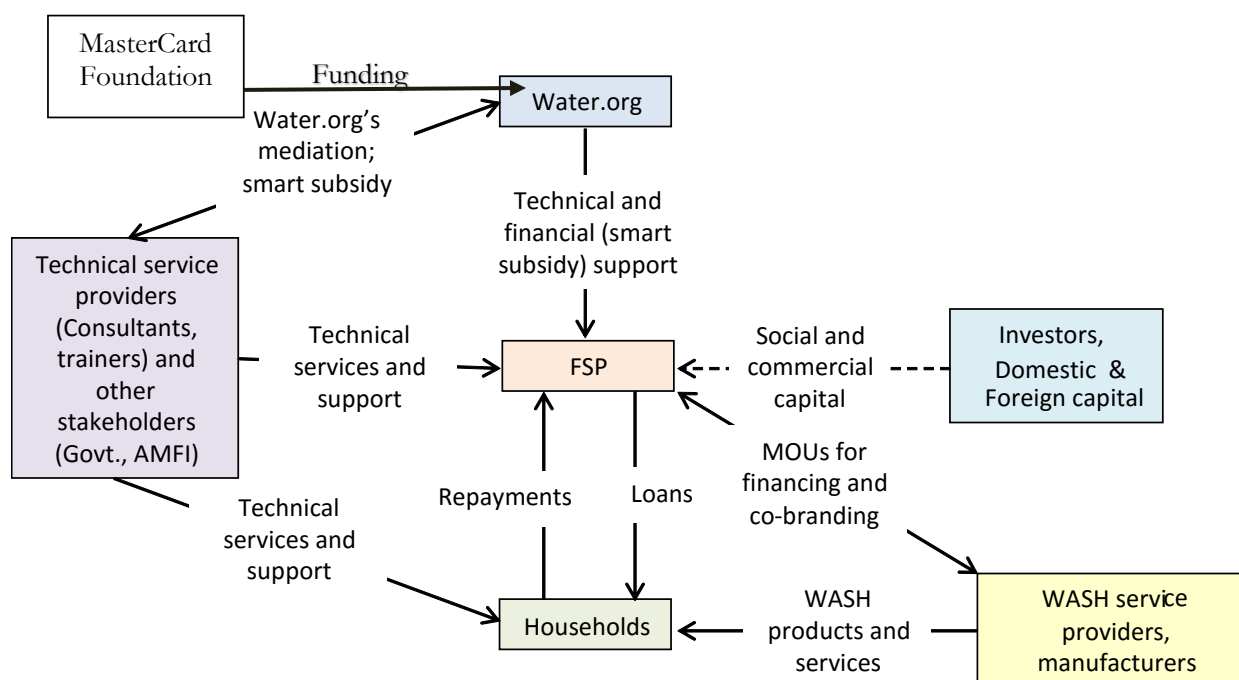 MasterCard
Foundation
Funding
Water.org
Water.org's
mediation;
smart subsidy
Technical and
financial (smart
subsidy) support
Technical service
providers
(Consultants,
trainers) and
other
stakeholders
(Govt., AMFI)
Technical
services and
support
FSP
Social and
commercial
capital
Investors,
Domestic &
Foreign capital
Repayments
Loans
MOUs for
financing and
co-branding
Technical
services and
support
Households
WASH
products and
services
WASH service
providers,
manufacturers